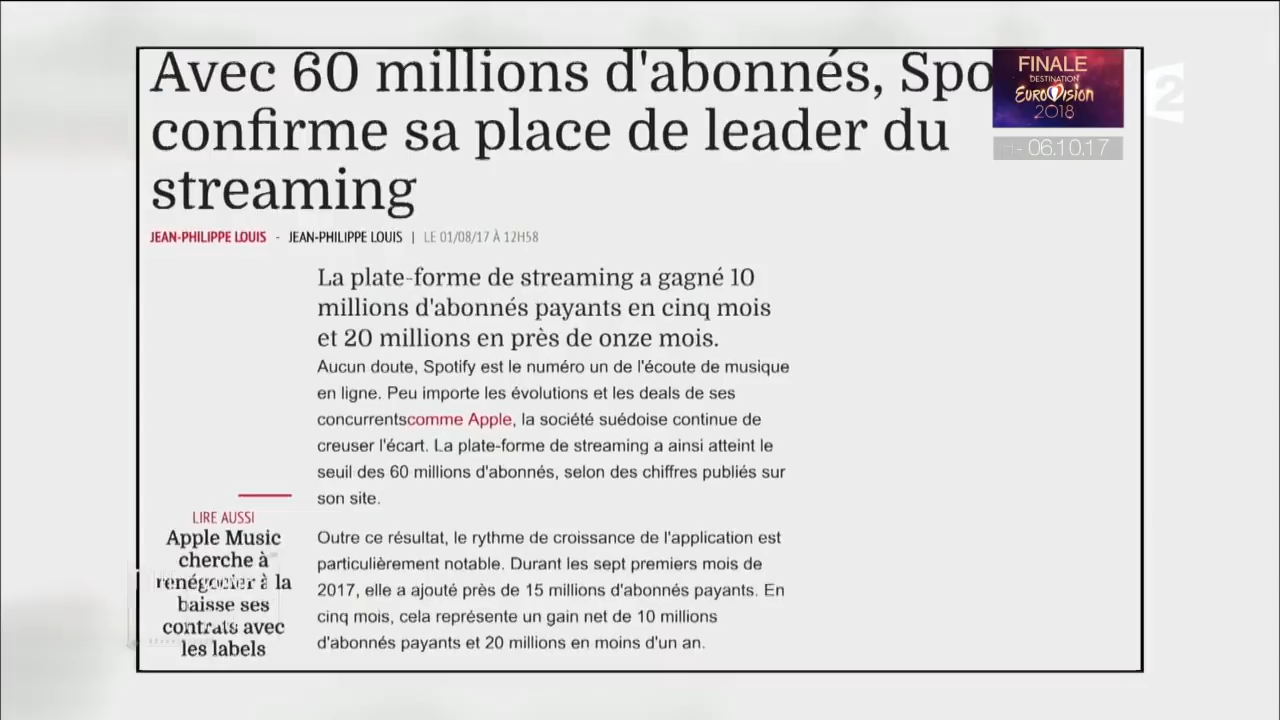 Avec 60 millions d'abonnés, Spo
confirme sa place de leader du
streaming
JEAN-PHILIPPE LOUIS - JEAN-PHILIPPE LOUIS | LE 01/08/17 À 12H58
La plate-forme de streaming a gagné 10
millions d'abonnés payants en cinq mois
et 20 millions en près de onze mois.
Aucun doute, Spotify est le numéro un de l'écoute de musique
en ligne. Peu importe les évolutions et les deals de ses
concurrentscomme Apple, la société suédoise continue de
creuser l'écart. La plate-forme de streaming a ainsi atteint le
seuil des 60 millions d'abonnés, selon des chiffres publiés sur
son site.
Outre ce résultat, le rythme de croissance de l'application est
particulièrement notable. Durant les sept premiers mois de
2017, elle a ajouté près de 15 millions d'abonnés payants. En
cinq mois, cela représente un gain net de 10 millions
d'abonnés payants et 20 millions en moins d'un an.
LIRE AUSSI
Apple Music
cherche à
renégocier à la
baisse ses
contrats avec
les labels
FINALE
DESTINATION
EUROVISION
2018
- 06.10.17
2